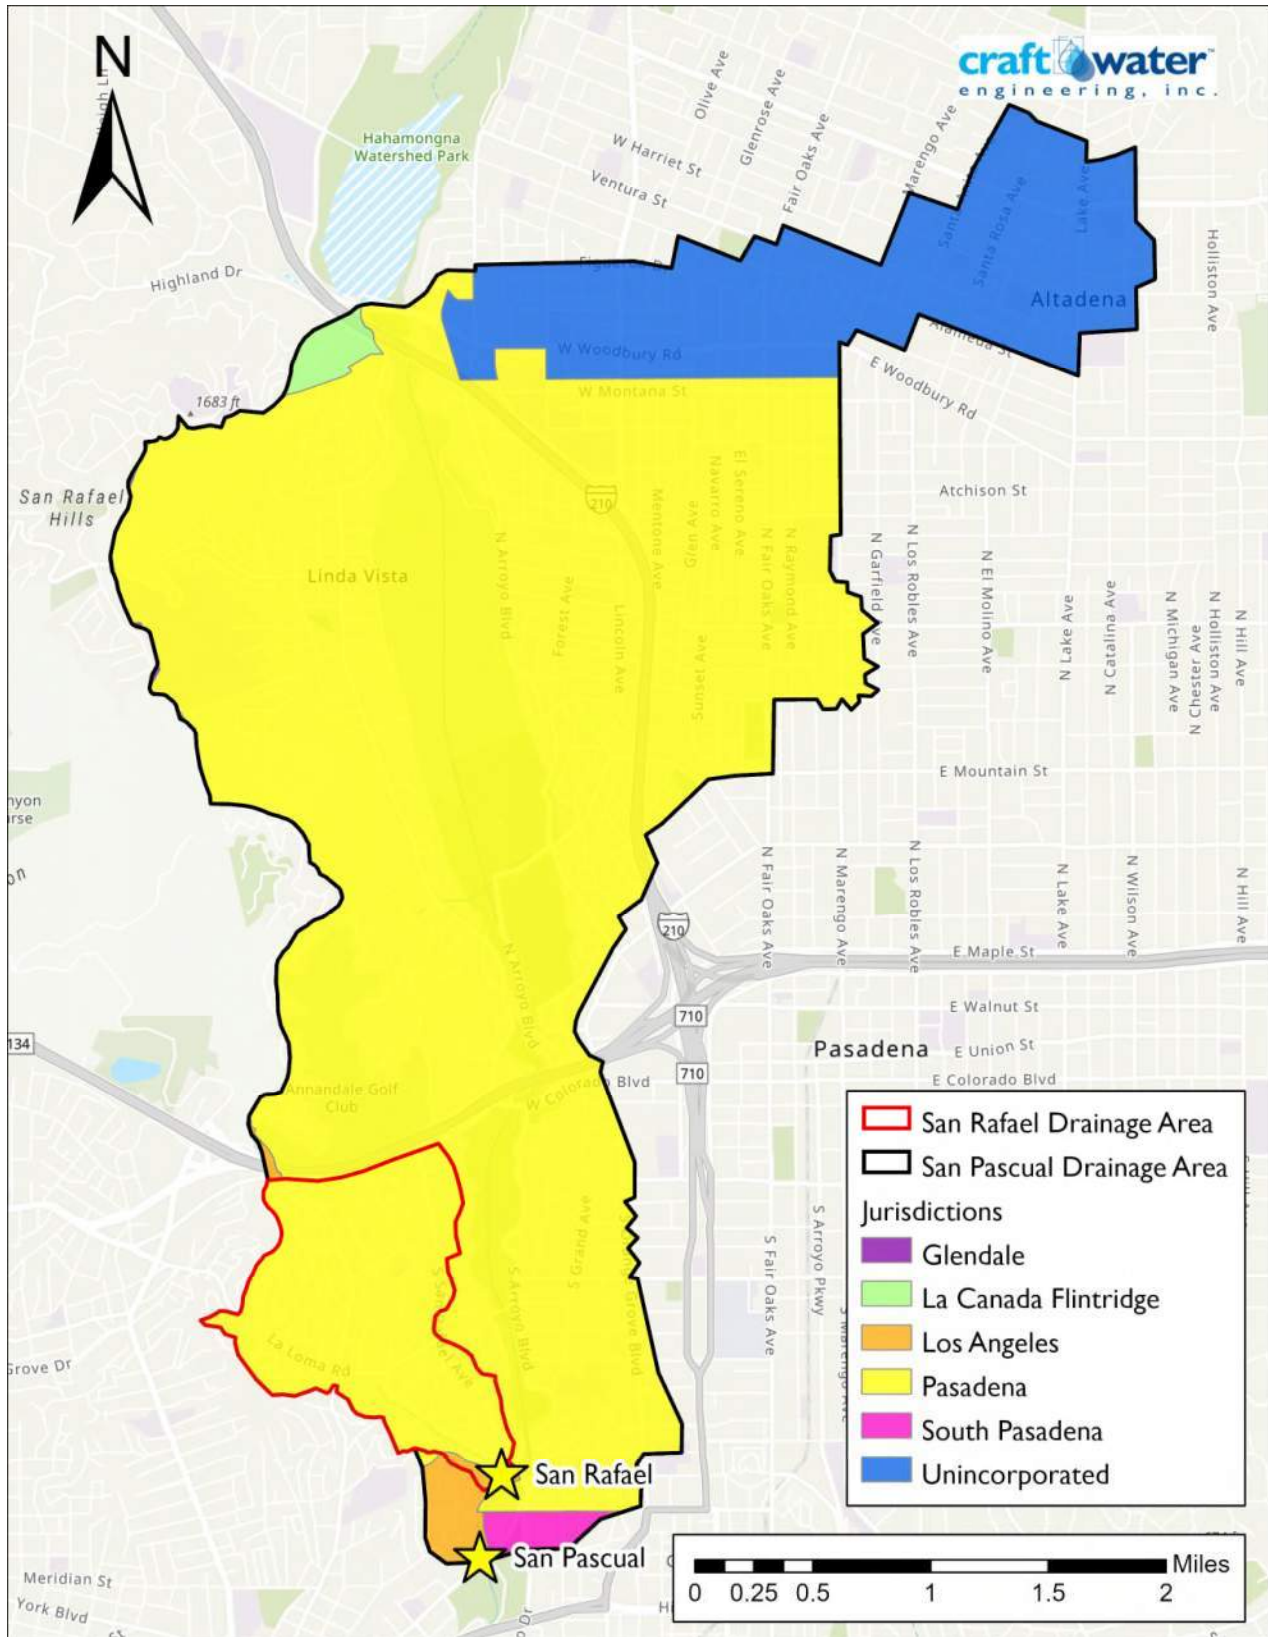 N
craft water™
engineering, inc.
Hahamongna
Watershed Park
Olive Ave
Glenrose Ave
Fair Oaks Ave
Marengo Ave
W Harriet St
Ventura St
Santa Rosa Ave
Lake Ave
Holliston Ave
Highland Dr
Altadena
Alameda St
W Woodbury Rd
E Woodbury Rd
W Montana St
1683 ft
San Rafael
Hills
Atchison St
210
Linda Vista
N Arroyo Blvd
Forest Ave
Lincoln Ave
Mentone Ave
Glen Ave
Navarro Ave
El Sereno Ave
Sunset Ave
N Fair Oaks Ave
N Raymond Ave
N Garfield Ave
N Los Robles Ave
N El Molino Ave
N Lake Ave
N Catalina Ave
N Michigan Ave
N Chester Ave
N Holliston Ave
N Hill Ave
E Mountain St
N Fair Oaks Ave
N Marengo Ave
N Los Robles Ave
N Lake Ave
N Wilson Ave
N Hill Ave
210
N Arroyo Blvd
E Maple St
E Walnut St
710
134
Pasadena
E Union St
710
E Colorado Blvd
Annandale Golf
Club
W Colorado Blvd
S Grand Ave
S Arroyo Blvd
La Loma Rd
Grove Dr
S Fair Oaks Ave
S Arroyo Pkwy
San Rafael Drainage Area
San Pascual Drainage Area
Jurisdictions
Glendale
La Canada Flintridge
Los Angeles
Pasadena
South Pasadena
Unincorporated
San Rafael
San Pascual
Meridian St
York Blvd
Miles
0 0.25 0.5 1 1.5 2